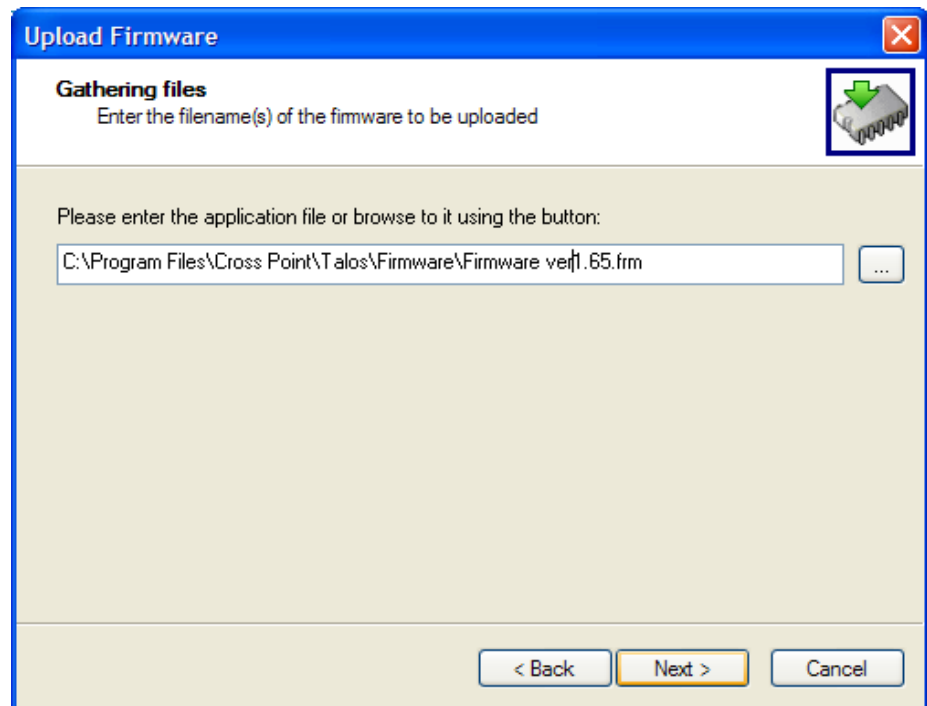 Upload Firmware
Gathering files
Enter the filename(s) of the firmware to be uploaded
Please enter the application file or browse to it using the button:
C:\Program Files\Cross Point\Talos\Firmware\Firmware ver1.65.frm
...
< Back Next > Cancel